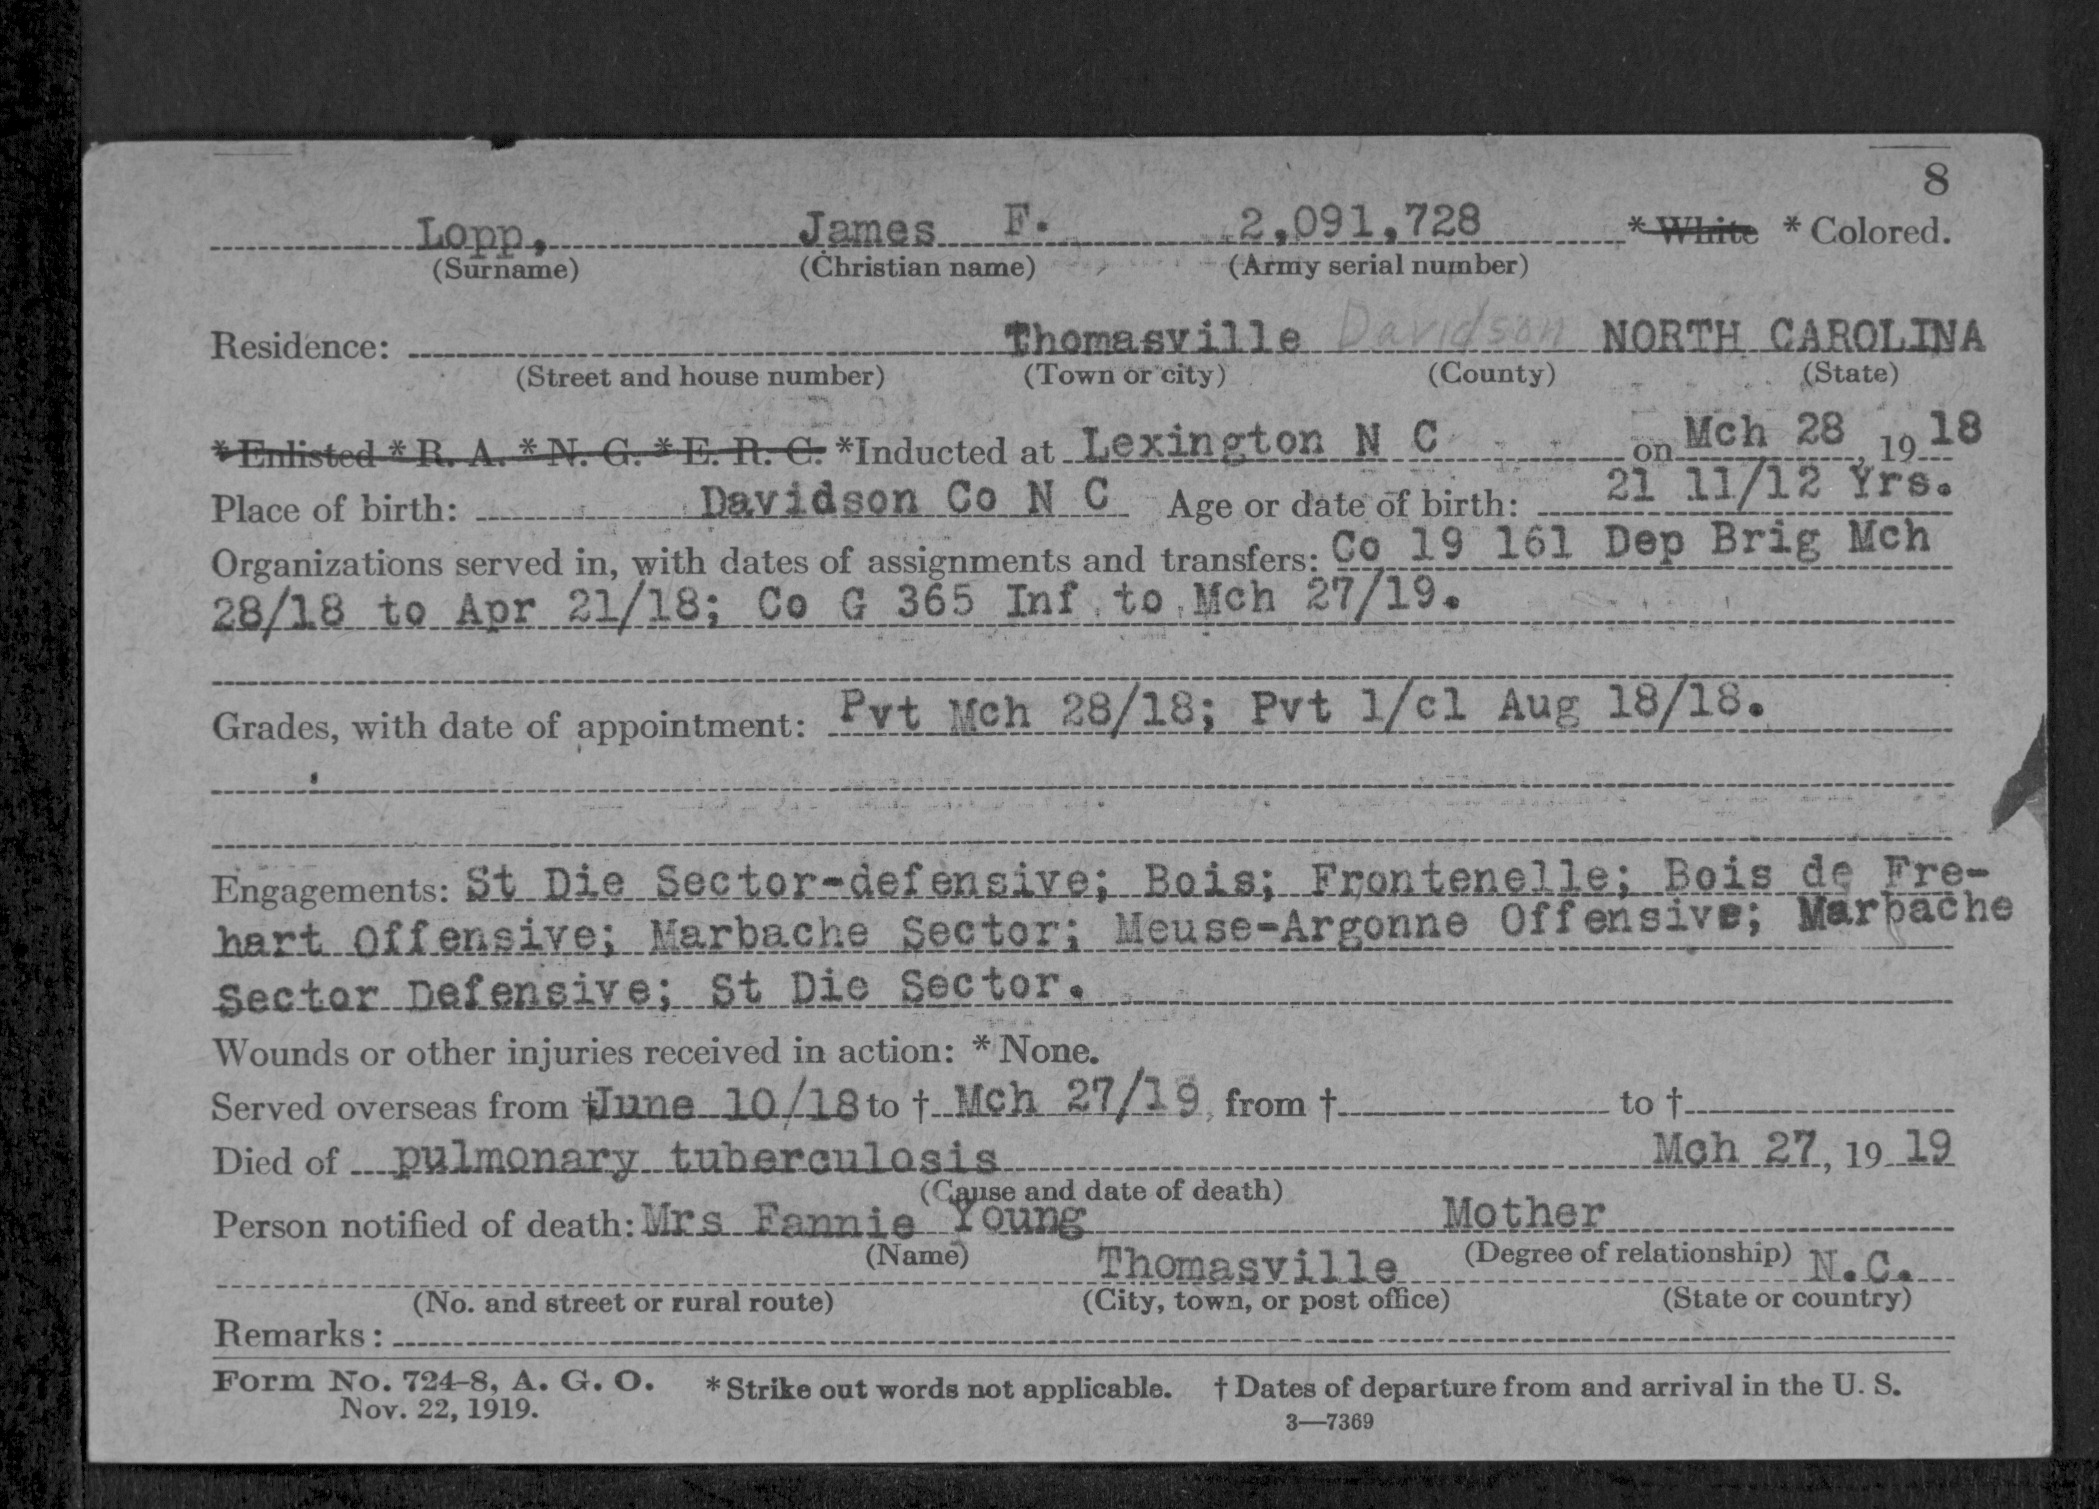 8
Lopp, James F. 2,091,728 * White * Colored.
(Surname) (Christian name) (Army serial number)
Residence: Thomasville Davidson NORTH CAROLINA
(Street and house number) (Town or city) (County) (State)
*Enlisted *R. A. *N. G. *E. R. C. *Inducted at Lexington N C on Mch 28, 1918
Place of birth: Davidson Co N C Age or date of birth: 21 11/12 Yrs.
Organizations served in, with dates of assignments and transfers: Co 19 161 Dep Brig Mch
28/18 to Apr 21/18; Co G 365 Inf to Mch 27/19.
Grades, with date of appointment: Pvt Mch 28/18; Pvt 1/cl Aug 18/18.
Engagements: St Die Sector-defensive; Bois; Frontenelle; Bois de Fre-
hart Offensive; Marbache Sector; Meuse-Argonne Offensive; Marbache
Sector Defensive; St Die Sector.
Wounds or other injuries received in action: * None.
Served overseas from †June 10/18 to † Mch 27/19, from † to †
Died of pulmonary tuberculosis Mch 27, 1919
(Cause and date of death)
Person notified of death: Mrs Fannie Young Mother
(Name) (Degree of relationship)
Thomasville N.C.
(No. and street or rural route) (City, town, or post office) (State or country)
Remarks:
Form No. 724-8, A. G. O. * Strike out words not applicable. † Dates of departure from and arrival in the U. S.
Nov. 22, 1919. 3—7369